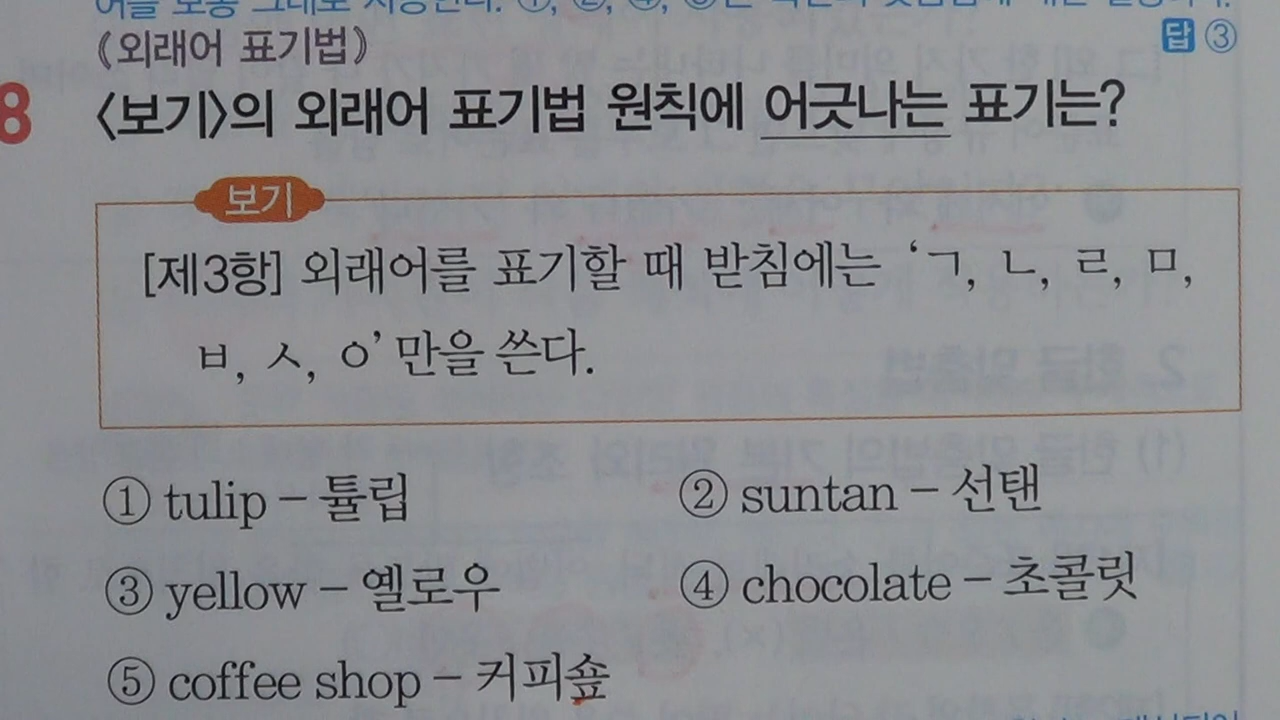 《외래어 표기법》
답 ③
8 〈보기〉의 외래어 표기법 원칙에 어긋나는 표기는?
보기
[제3항] 외래어를 표기할 때 받침에는 ‘ㄱ, ㄴ, ㄹ, ㅁ,
ㅂ, ㅅ, ㅇ’만을 쓴다.
① tulip – 튤립
② suntan – 선탠
③ yellow – 옐로우
④ chocolate – 초콜릿
⑤ coffee shop – 커피숖